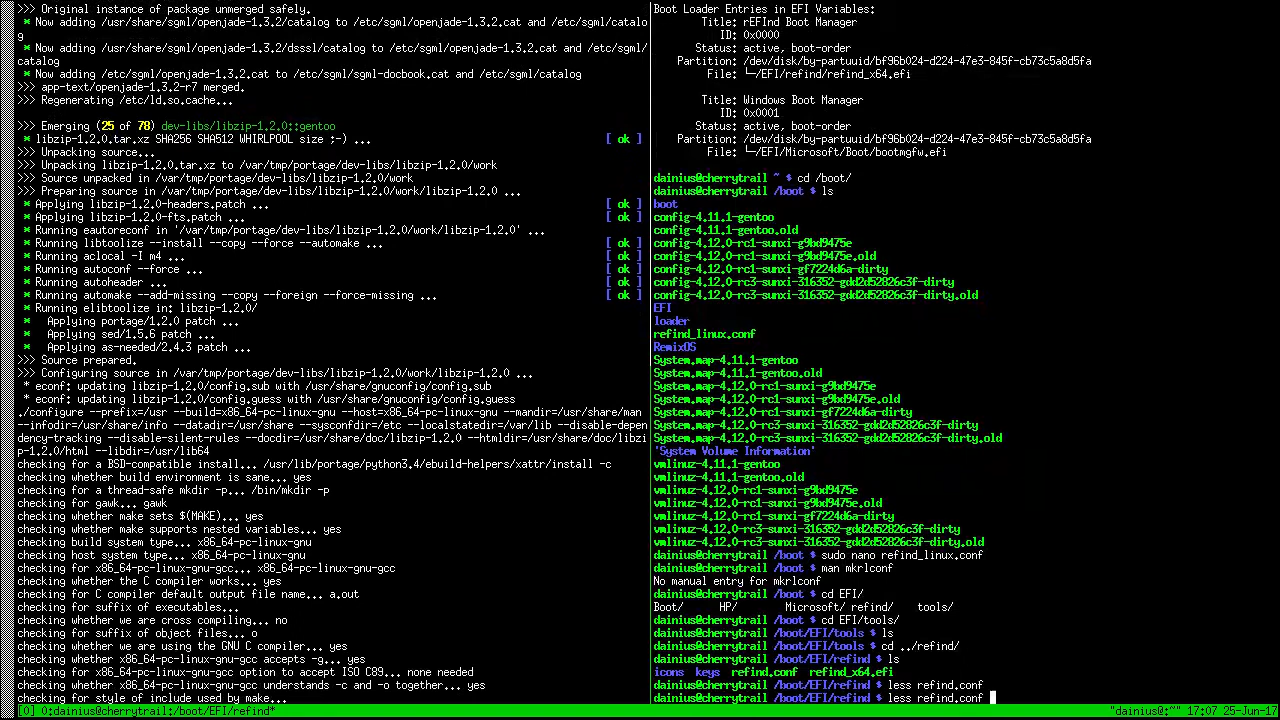 >>> Original instance of package unmerged safely.
 * Now adding /usr/share/sgml/openjade-1.3.2/catalog to /etc/sgml/openjade-1.3.2.cat and /etc/sgml/catalo
g
 * Now adding /usr/share/sgml/openjade-1.3.2/dsssl/catalog to /etc/sgml/openjade-1.3.2.cat and /etc/sgml/
catalog
 * Now adding /etc/sgml/openjade-1.3.2.cat to /etc/sgml/sgml-docbook.cat and /etc/sgml/catalog
>>> app-text/openjade-1.3.2-r7 merged.
>>> Regenerating /etc/ld.so.cache...
>>> Emerging (25 of 78) dev-libs/libzip-1.2.0::gentoo
 * libzip-1.2.0.tar.xz SHA256 SHA512 WHIRLPOOL size ;-) ... [ ok ]
>>> Unpacking source...
>>> Unpacking libzip-1.2.0.tar.xz to /var/tmp/portage/dev-libs/libzip-1.2.0/work
>>> Source unpacked in /var/tmp/portage/dev-libs/libzip-1.2.0/work
>>> Preparing source in /var/tmp/portage/dev-libs/libzip-1.2.0/work/libzip-1.2.0 ...
 * Applying libzip-1.2.0-headers.patch ... [ ok ]
 * Applying libzip-1.2.0-fts.patch ... [ ok ]
 * Running eautoreconf in '/var/tmp/portage/dev-libs/libzip-1.2.0/work/libzip-1.2.0' ...
 * Running libtoolize --install --copy --force --automake ... [ ok ]
 * Running aclocal -I m4 ... [ ok ]
 * Running autoconf --force ... [ ok ]
 * Running autoheader ... [ ok ]
 * Running automake --add-missing --copy --foreign --force-missing ... [ ok ]
 * Running elibtoolize in: libzip-1.2.0/
 *   Applying portage/1.2.0 patch ...
 *   Applying sed/1.5.6 patch ...
 *   Applying as-needed/2.4.3 patch ...
>>> Source prepared.
>>> Configuring source in /var/tmp/portage/dev-libs/libzip-1.2.0/work/libzip-1.2.0 ...
 * econf: updating libzip-1.2.0/config.sub with /usr/share/gnuconfig/config.sub
 * econf: updating libzip-1.2.0/config.guess with /usr/share/gnuconfig/config.guess
./configure --prefix=/usr --build=x86_64-pc-linux-gnu --host=x86_64-pc-linux-gnu --mandir=/usr/share/man
--infodir=/usr/share/info --datadir=/usr/share --sysconfdir=/etc --localstatedir=/var/lib --disable-depen
dency-tracking --disable-silent-rules --docdir=/usr/share/doc/libzip-1.2.0 --htmldir=/usr/share/doc/libzi
p-1.2.0/html --libdir=/usr/lib64
checking for a BSD-compatible install... /usr/lib/portage/python3.4/ebuild-helpers/xattr/install -c
checking whether build environment is sane... yes
checking for a thread-safe mkdir -p... /bin/mkdir -p
checking for gawk... gawk
checking whether make sets $(MAKE)... yes
checking whether make supports nested variables... yes
checking build system type... x86_64-pc-linux-gnu
checking host system type... x86_64-pc-linux-gnu
checking for x86_64-pc-linux-gnu-gcc... x86_64-pc-linux-gnu-gcc
checking whether the C compiler works... yes
checking for C compiler default output file name... a.out
checking for suffix of executables...
checking whether we are cross compiling... no
checking for suffix of object files... o
checking whether we are using the GNU C compiler... yes
checking whether x86_64-pc-linux-gnu-gcc accepts -g... yes
checking for x86_64-pc-linux-gnu-gcc option to accept ISO C89... none needed
checking whether x86_64-pc-linux-gnu-gcc understands -c and -o together... yes
checking for style of include used by make...
Boot Loader Entries in EFI Variables:
Title: rEFInd Boot Manager
ID: 0x0000
Status: active, boot-order
Partition: /dev/disk/by-partuuid/bf96b024-d224-47e3-845f-cb73c5a8d5fa
File: └─/EFI/refind/refind_x64.efi
Title: Windows Boot Manager
ID: 0x0001
Status: active, boot-order
Partition: /dev/disk/by-partuuid/bf96b024-d224-47e3-845f-cb73c5a8d5fa
File: └─/EFI/Microsoft/Boot/bootmgfw.efi
dainius@cherrytrail ~ $ cd /boot/
dainius@cherrytrail /boot $ ls
boot
config-4.11.1-gentoo
config-4.11.1-gentoo.old
config-4.12.0-rc1-sunxi-g9bd9475e
config-4.12.0-rc1-sunxi-g9bd9475e.old
config-4.12.0-rc1-sunxi-gf7224d6a-dirty
config-4.12.0-rc3-sunxi-316352-gdd2d52826c3f-dirty
config-4.12.0-rc3-sunxi-316352-gdd2d52826c3f-dirty.old
EFI
loader
refind_linux.conf
RemixOS
System.map-4.11.1-gentoo
System.map-4.11.1-gentoo.old
System.map-4.12.0-rc1-sunxi-g9bd9475e
System.map-4.12.0-rc1-sunxi-g9bd9475e.old
System.map-4.12.0-rc1-sunxi-gf7224d6a-dirty
System.map-4.12.0-rc3-sunxi-316352-gdd2d52826c3f-dirty
System.map-4.12.0-rc3-sunxi-316352-gdd2d52826c3f-dirty.old
'System Volume Information'
vmlinuz-4.11.1-gentoo
vmlinuz-4.11.1-gentoo.old
vmlinuz-4.12.0-rc1-sunxi-g9bd9475e
vmlinuz-4.12.0-rc1-sunxi-g9bd9475e.old
vmlinuz-4.12.0-rc1-sunxi-gf7224d6a-dirty
vmlinuz-4.12.0-rc3-sunxi-316352-gdd2d52826c3f-dirty
vmlinuz-4.12.0-rc3-sunxi-316352-gdd2d52826c3f-dirty.old
dainius@cherrytrail /boot $ sudo nano refind_linux.conf
dainius@cherrytrail /boot $ man mkrlconf
No manual entry for mkrlconf
dainius@cherrytrail /boot $ cd EFI/
Boot/ HP/ Microsoft/ refind/ tools/
dainius@cherrytrail /boot $ cd EFI/tools/
dainius@cherrytrail /boot/EFI/tools $ ls
dainius@cherrytrail /boot/EFI/tools $ cd ../refind/
dainius@cherrytrail /boot/EFI/refind $ ls
icons keys refind.conf refind_x64.efi
dainius@cherrytrail /boot/EFI/refind $ less refind.conf
dainius@cherrytrail /boot/EFI/refind $ less refind.conf
[0] 0:dainius@cherrytrail:/boot/EFI/refind* "dainius@:~" 17:07 25-Jun-17